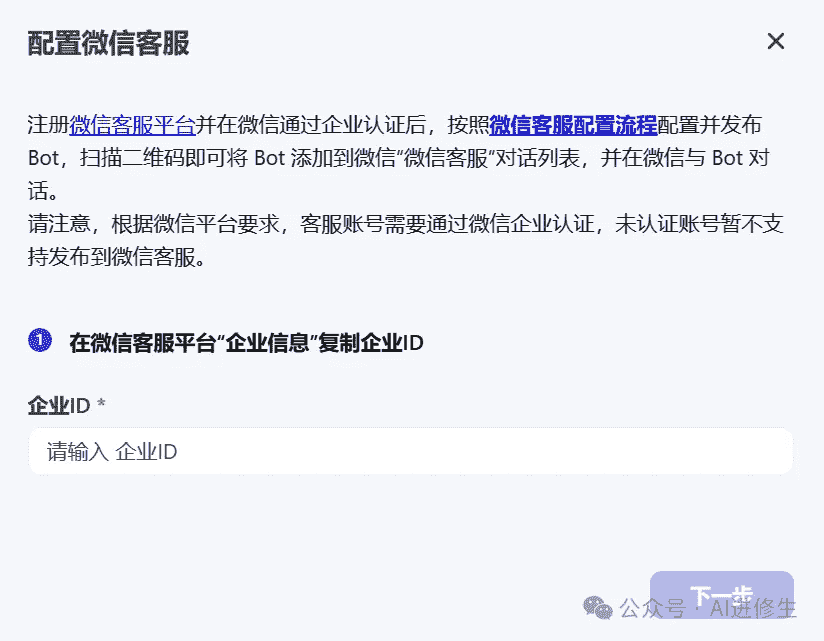 配置微信客服
注册微信客服平台并在微信通过企业认证后，按照微信客服配置流程配置并发布
Bot，扫描二维码即可将 Bot 添加到微信“微信客服”对话列表，并在微信与 Bot 对
话。
请注意，根据微信平台要求，客服账号需要通过微信企业认证，未认证账号暂不支
持发布到微信客服。
1 在微信客服平台“企业信息”复制企业ID
企业ID *
请输入 企业ID
下一步
公众号 · AI进修生